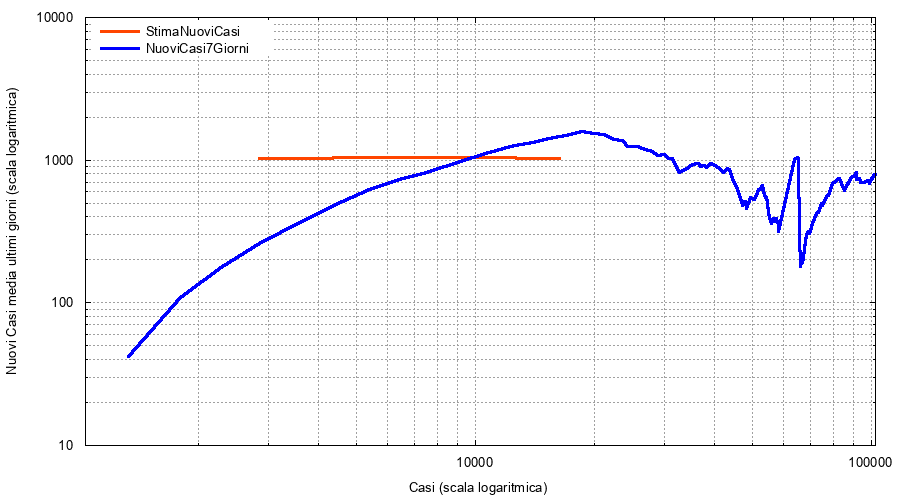 10000
StimaNuoviCasi
NuoviCasi7Giorni
1000
100
10
Nuovi Casi media ultimi giorni (scala logaritmica)
10000
100000
Casi (scala logaritmica)